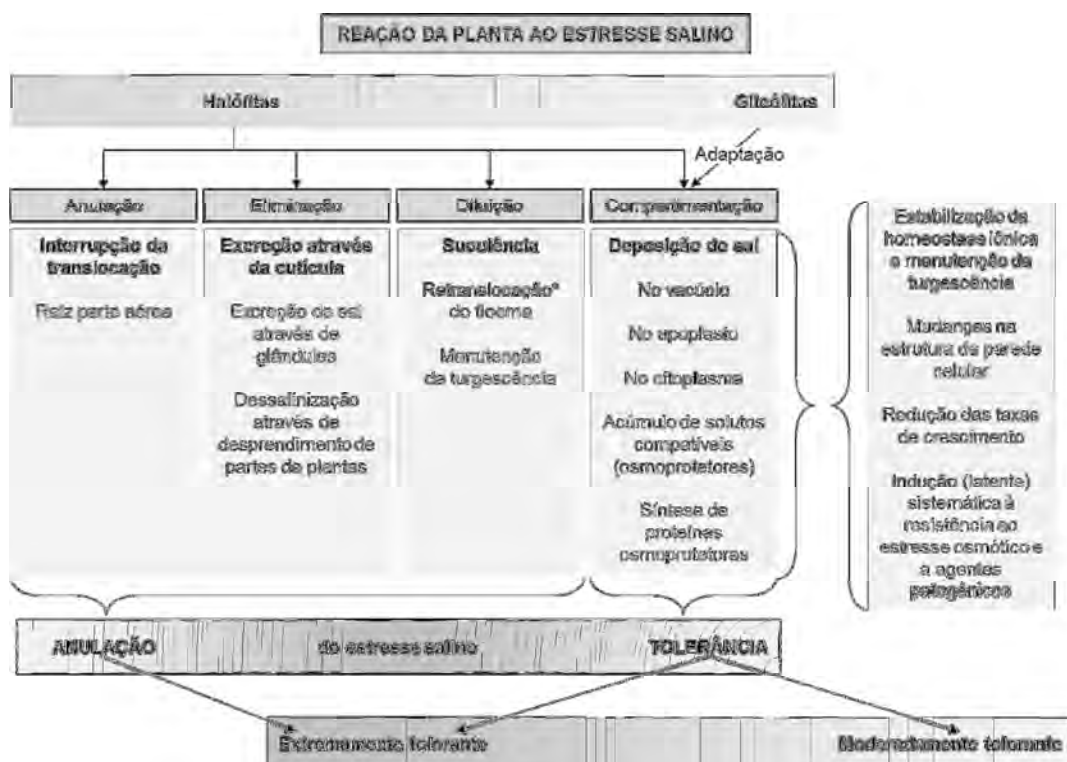 REAÇÃO DA PLANTA AO ESTRESSE SALINO
Halófitas
Glicófitas
Adaptação
Anulação
Eliminação
Diluição
Compartimentação
Interrupção da
translocação
Raiz parte aérea
Excreção através
da cutícula
Excreção do sal
através de
glândulas
Dessalinização
através de
desprendimento de
partes de plantas
Suculência
Retranslocação*
do floema
Manutenção
da turgescência
Deposição do sal
No vacúolo
No apoplasto
No citoplasma
Acúmulo de solutos
compatíveis
(osmoprotetores)
Síntese de
proteínas
osmoprotetoras
Estabilização da
homeostase iônica
e manutenção da
turgescência
Mudanças na
estrutura da parede
celular
Redução das taxas
de crescimento
Indução (latente)
sistemática à
resistência ao
estresse osmótico e
a agentes
patogênicos
ANULAÇÃO do estresse salino TOLERÂNCIA
Extremamente tolerante
Moderadamente tolerante